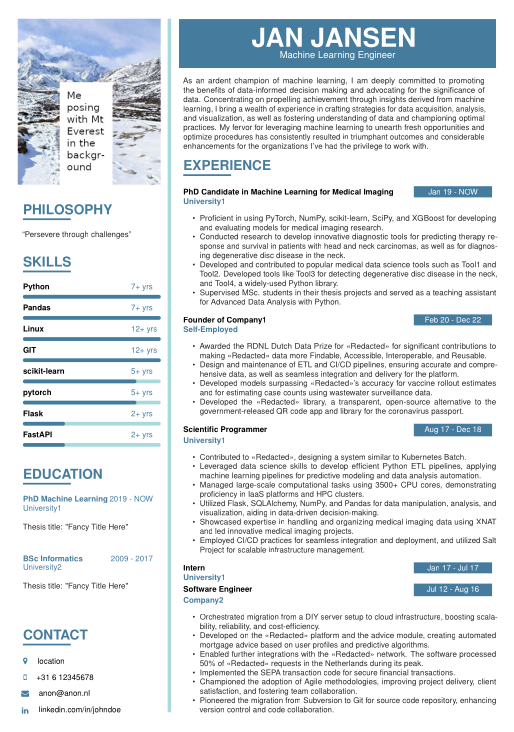 Me
posing
with Mt
Everest
in the
backgr-
ound
PHILOSOPHY
"Persevere through challenges"
SKILLS
Python 7+ yrs
Pandas 7+ yrs
Linux 12+ yrs
GIT 12+ yrs
scikit-learn 5+ yrs
pytorch 5+ yrs
Flask 2+ yrs
FastAPI 2+ yrs
EDUCATION
PhD Machine Learning 2019 - NOW
University1
Thesis title: "Fancy Title Here"
BSc Informatics 2009 - 2017
University2
Thesis title: "Fancy Title Here"
CONTACT
location
+31 6 12345678
anon@anon.nl
linkedin.com/in/johndoe
JAN JANSEN
Machine Learning Engineer
As an ardent champion of machine learning, I am deeply committed to promoting
the benefits of data-informed decision making and advocating for the significance of
data. Concentrating on propelling achievement through insights derived from machine
learning, I bring a wealth of experience in crafting strategies for data acquisition, analysis,
and visualization, as well as fostering understanding of data and championing optimal
practices. My fervor for leveraging machine learning to unearth fresh opportunities and
optimize procedures has consistently resulted in triumphant outcomes and considerable
enhancements for the organizations I've had the privilege to work with.
EXPERIENCE
PhD Candidate in Machine Learning for Medical Imaging Jan 19 - NOW
University1
• Proficient in using PyTorch, NumPy, scikit-learn, SciPy, and XGBoost for developing
and evaluating models for medical imaging research.
• Conducted research to develop innovative diagnostic tools for predicting therapy re-
sponse and survival in patients with head and neck carcinomas, as well as for diagnos-
ing degenerative disc disease in the neck.
• Developed and contributed to popular medical data science tools such as Tool1 and
Tool2. Developed tools like Tool3 for detecting degenerative disc disease in the neck,
and Tool4, a widely-used Python library.
• Supervised MSc. students in their thesis projects and served as a teaching assistant
for Advanced Data Analysis with Python.
Founder of Company1 Feb 20 - Dec 22
Self-Employed
• Awarded the RDNL Dutch Data Prize for «Redacted» for significant contributions to
making «Redacted» data more Findable, Accessible, Interoperable, and Reusable.
• Design and maintenance of ETL and CI/CD pipelines, ensuring accurate and compre-
hensive data, as well as seamless integration and delivery for the platform.
• Developed models surpassing «Redacted»'s accuracy for vaccine rollout estimates
and for estimating case counts using wastewater surveillance data.
• Developed the «Redacted» library, a transparent, open-source alternative to the
government-released QR code app and library for the coronavirus passport.
Scientific Programmer Aug 17 - Dec 18
University1
• Contributed to «Redacted», designing a system similar to Kubernetes Batch.
• Leveraged data science skills to develop efficient Python ETL pipelines, applying
machine learning pipelines for predictive modeling and data analysis automation.
• Managed large-scale computational tasks using 3500+ CPU cores, demonstrating
proficiency in IaaS platforms and HPC clusters.
• Utilized Flask, SQLAlchemy, NumPy, and Pandas for data manipulation, analysis, and
visualization, aiding in data-driven decision-making.
• Showcased expertise in handling and organizing medical imaging data using XNAT
and led innovative medical imaging projects.
• Employed CI/CD practices for seamless integration and deployment, and utilized Salt
Project for scalable infrastructure management.
Intern Jan 17 - Jul 17
University1
Software Engineer Jul 12 - Aug 16
Company2
• Orchestrated migration from a DIY server setup to cloud infrastructure, boosting scala-
bility, reliability, and cost-efficiency.
• Developed on the «Redacted» platform and the advice module, creating automated
mortgage advice based on user profiles and predictive algorithms.
• Enabled further integrations with the «Redacted» network. The software processed
50% of «Redacted» requests in the Netherlands during its peak.
• Implemented the SEPA transaction code for secure financial transactions.
• Championed the adoption of Agile methodologies, improving project delivery, client
satisfaction, and fostering team collaboration.
• Pioneered the migration from Subversion to Git for source code repository, enhancing
version control and code collaboration.